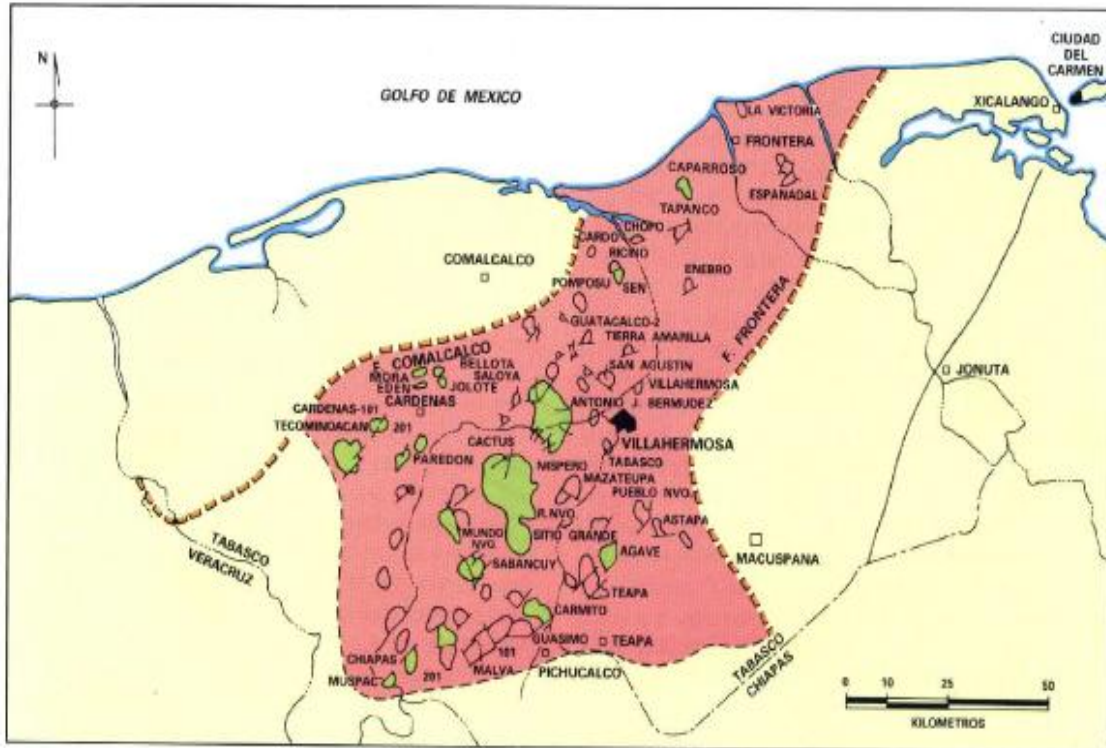 CIUDAD
DEL
CARMEN
N
GOLFO DE MEXICO
XICALANGO
LA VICTORIA
FRONTERA
CAPARROSO
ESPANADAL
TAPANCO
CHOPO
CARDO
RICINO
COMALCALCO
ENEBRO
POMPOSU
SEN
GUATACALCO-2
TIERRA AMARILLA
F. FRONTERA
F. COMALCALCO
BELLOTA
SAN AGUSTIN
MORA
SALOYA
JONUTA
EDEN
JOLOTE
VILLAHERMOSA
CARDENAS
ANTONIO J. BERMUDEZ
CARDENAS-101
TECOMINOACAN
201
VILLAHERMOSA
CACTUS
PAREDON
TABASCO
NISPERO
MAZATEUPA
PUEBLO NVO.
R.NVO.
ASTAPA
MUNDO
NVO.
SITIO GRANDE
AGAVE
MACUSPANA
TABASCO
VERACRUZ
SABANCUY
TEAPA
CARMITO
GUASIMO
TEAPA
CHIAPAS
101
201
MALVA
PICHUCALCO
MUSPAC
TABASCO
CHIAPAS
0 10 25 50
KILOMETROS